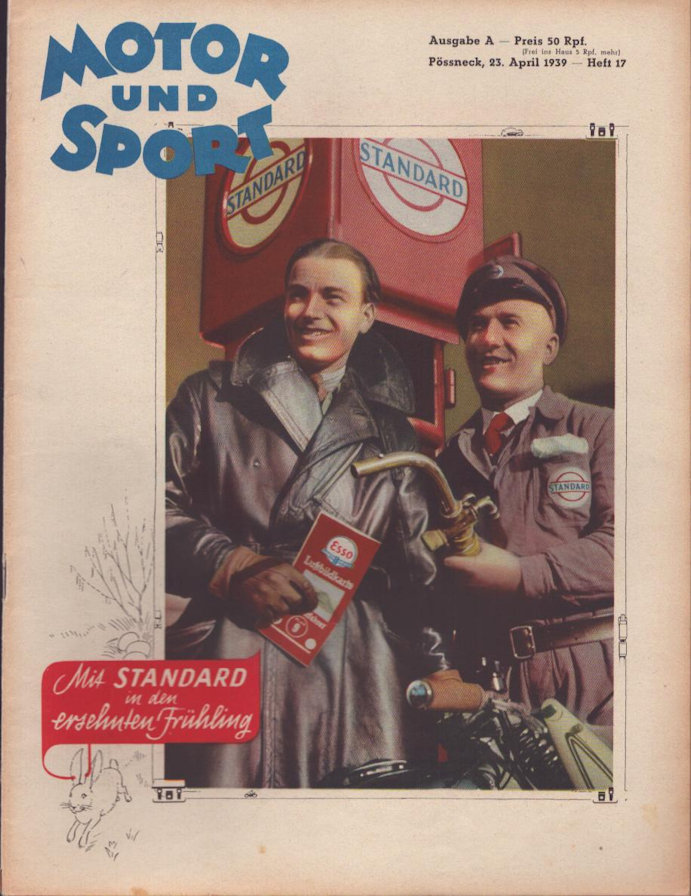 MOTOR
UND
SPORT
Ausgabe A — Preis 50 Rpf.
(Frei ins Haus 5 Rpf. mehr)
Pössneck, 23. April 1939 — Heft 17
STANDARD
STANDARD
STANDARD
ESSO
Luftbildkarte
Mit STANDARD
in den
ersehnten Frühling